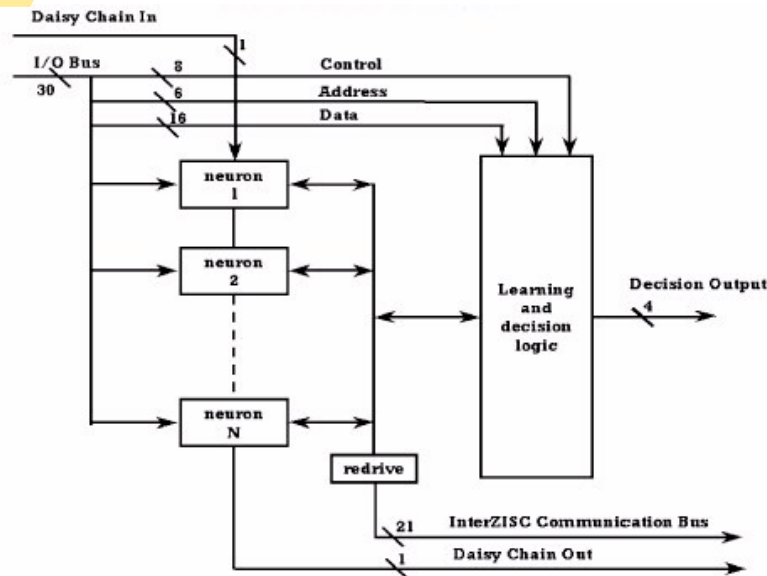 Daisy Chain In
1
I/O Bus
30
8
Control
6
Address
16
Data
neuron
1
neuron
2
Learning
and
decision
logic
Decision Output
4
neuron
N
redrive
21
InterZISC Communication Bus
1
Daisy Chain Out